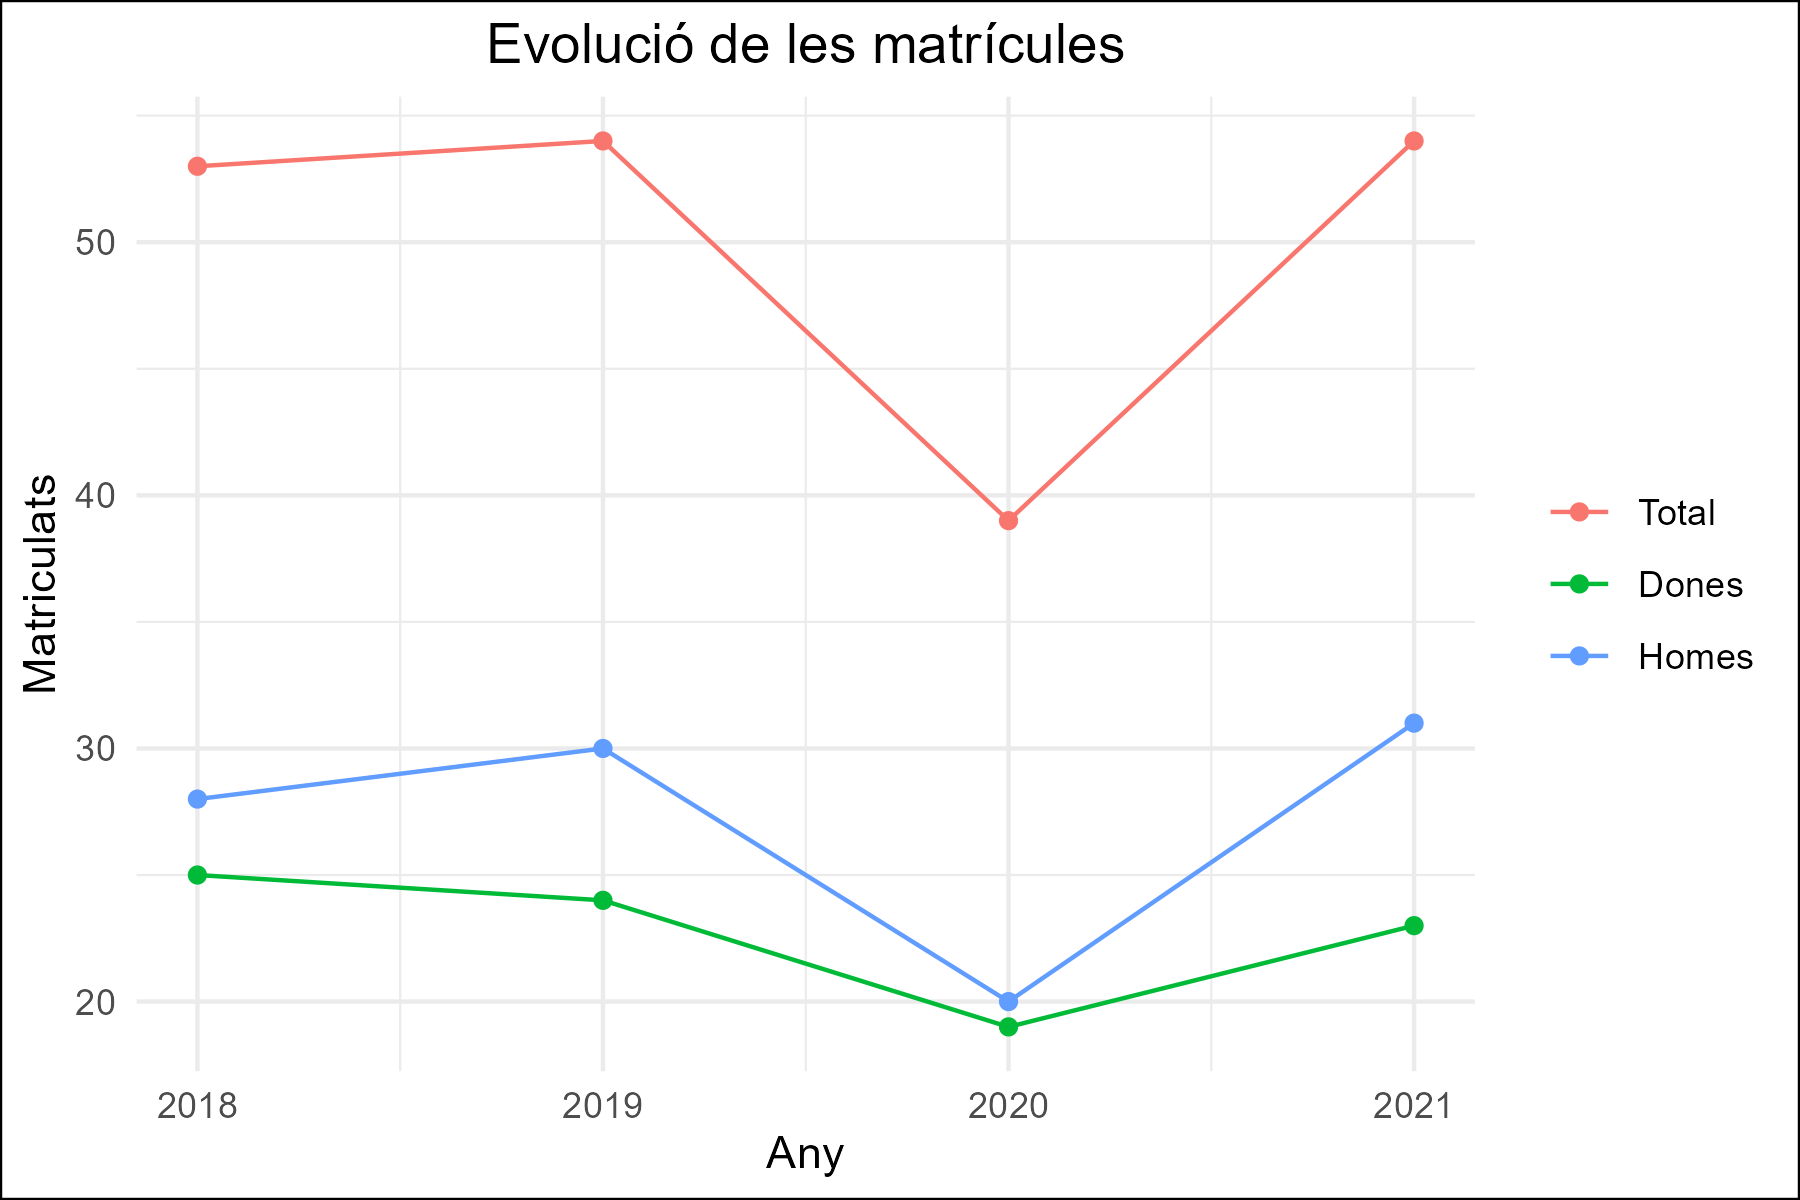 Evolució de les matrícules
Matriculats
50
40
30
20
2018
2019
2020
2021
Any
Total
Dones
Homes